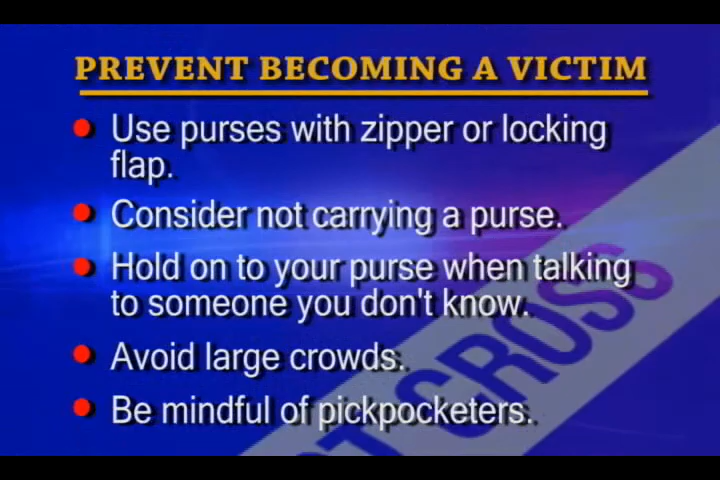 PREVENT BECOMING A VICTIM
Use purses with zipper or locking
flap.
Consider not carrying a purse.
Hold on to your purse when talking
to someone you don't know.
Avoid large crowds.
Be mindful of pickpocketers.
CROSS